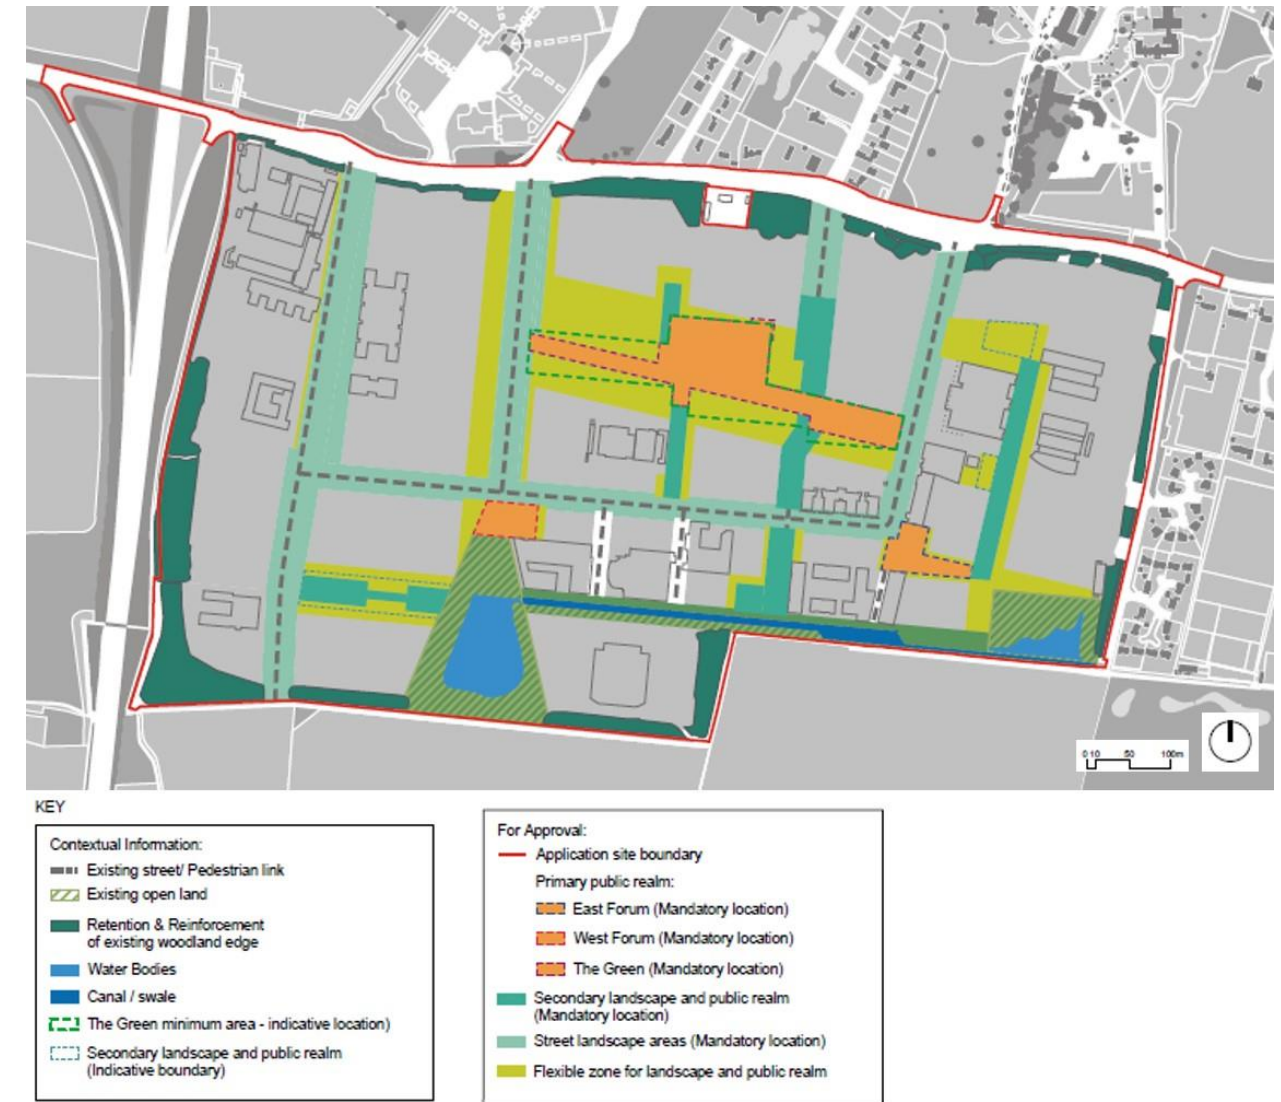 0 10 50 100m
KEY
Contextual Information:
Existing street/ Pedestrian link
Existing open land
Retention & Reinforcement
of existing woodland edge
Water Bodies
Canal / swale
The Green minimum area - indicative location)
Secondary landscape and public realm
(Indicative boundary)
For Approval:
Application site boundary
Primary public realm:
East Forum (Mandatory location)
West Forum (Mandatory location)
The Green (Mandatory location)
Secondary landscape and public realm
(Mandatory location)
Street landscape areas (Mandatory location)
Flexible zone for landscape and public realm